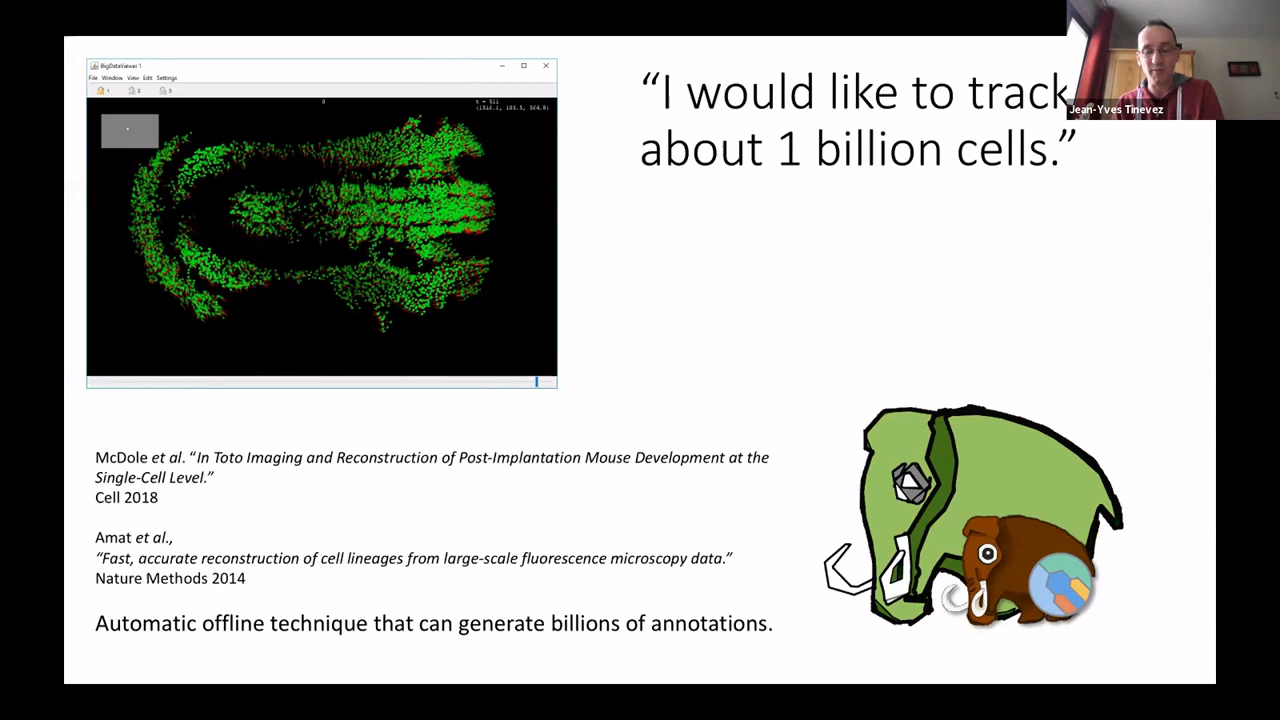 BigDataViewer 1
File Window View Edit Settings
1 2 3
“I would like to track
about 1 billion cells.”
Jean-Yves Tinevez
McDole et al. “In Toto Imaging and Reconstruction of Post-Implantation Mouse Development at the
Single-Cell Level.”
Cell 2018
Amat et al.,
“Fast, accurate reconstruction of cell lineages from large-scale fluorescence microscopy data.”
Nature Methods 2014
Automatic offline technique that can generate billions of annotations.